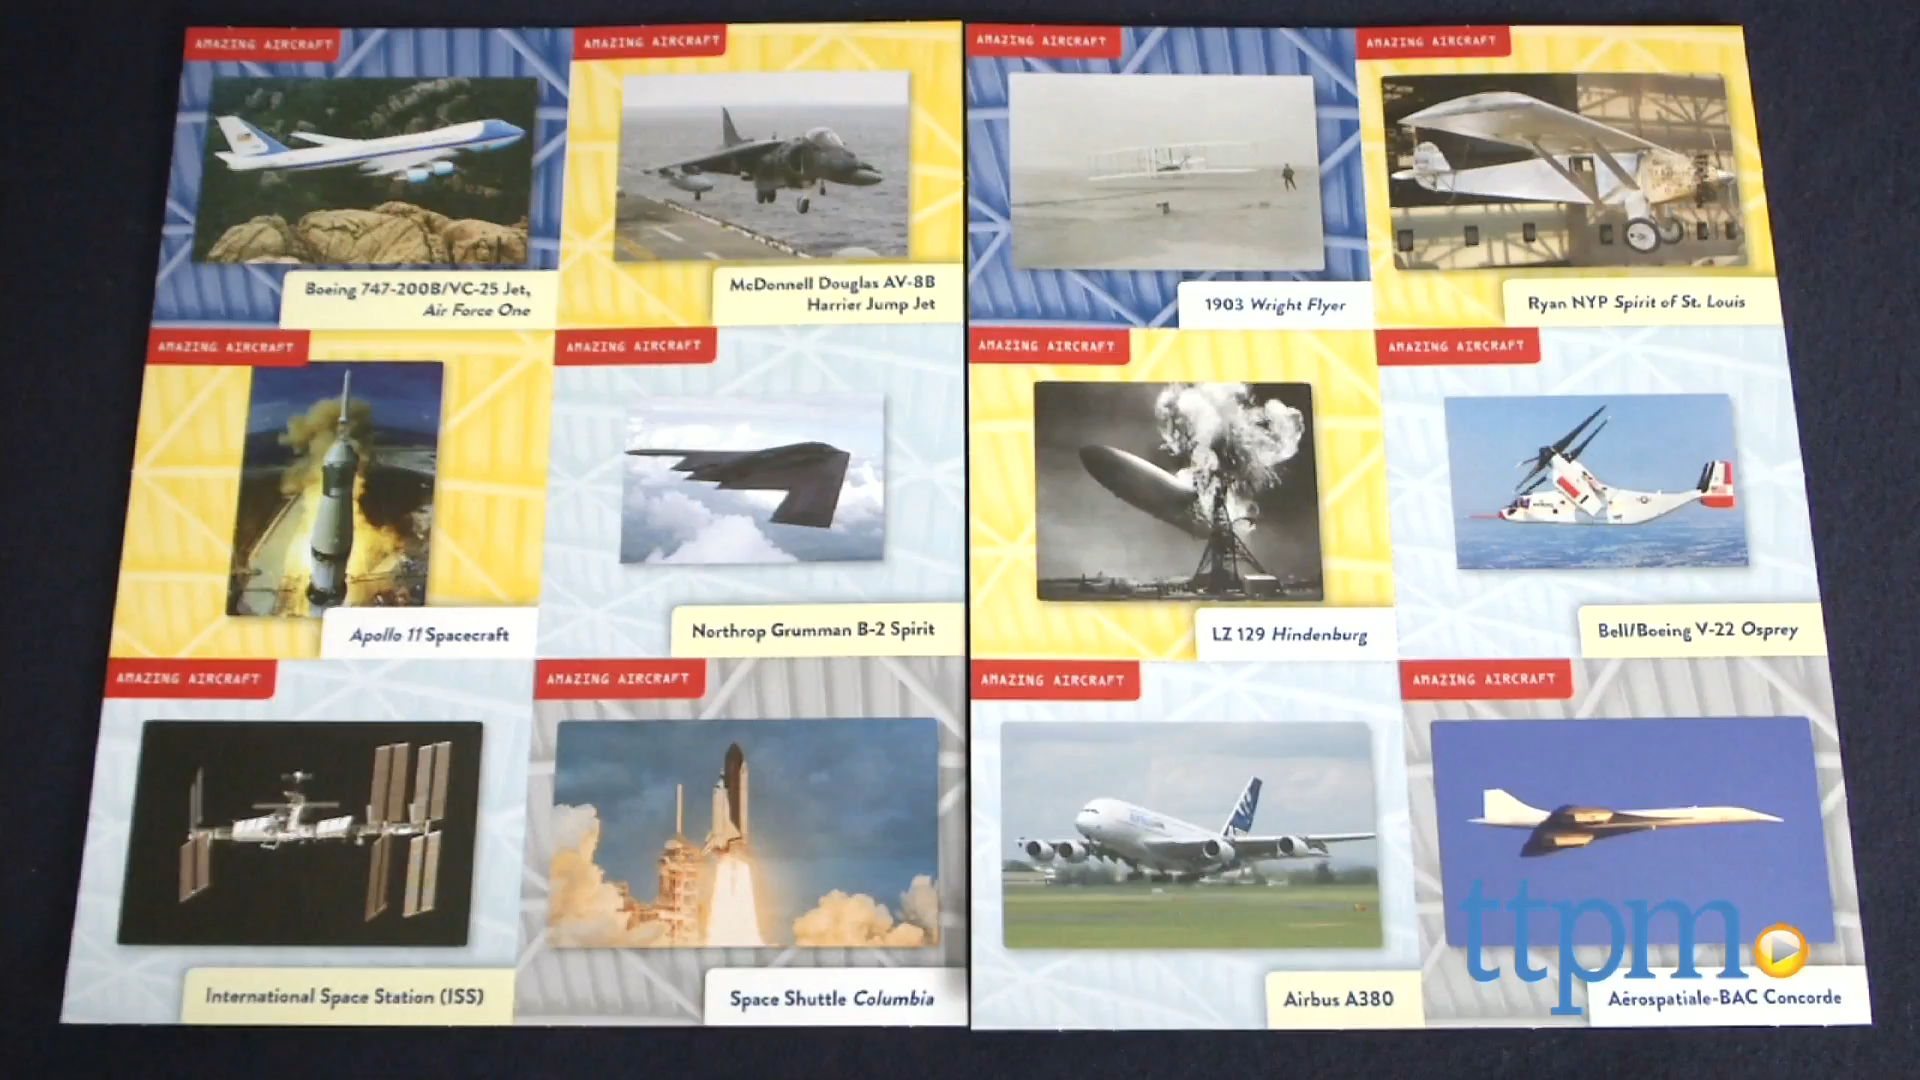 AMAZING AIRCRAFT
AMAZING AIRCRAFT
Boeing 747-200B/VC-25 Jet,
Air Force One
McDonnell Douglas AV-8B
Harrier Jump Jet
AMAZING AIRCRAFT
AMAZING AIRCRAFT
1903 Wright Flyer
Ryan NYP Spirit of St. Louis
AMAZING AIRCRAFT
AMAZING AIRCRAFT
Apollo 11 Spacecraft
Northrop Grumman B-2 Spirit
AMAZING AIRCRAFT
AMAZING AIRCRAFT
LZ 129 Hindenburg
Bell/Boeing V-22 Osprey
AMAZING AIRCRAFT
AMAZING AIRCRAFT
International Space Station (ISS)
Space Shuttle Columbia
AMAZING AIRCRAFT
AMAZING AIRCRAFT
Airbus A380
Aérospatiale-BAC Concorde
ttpm